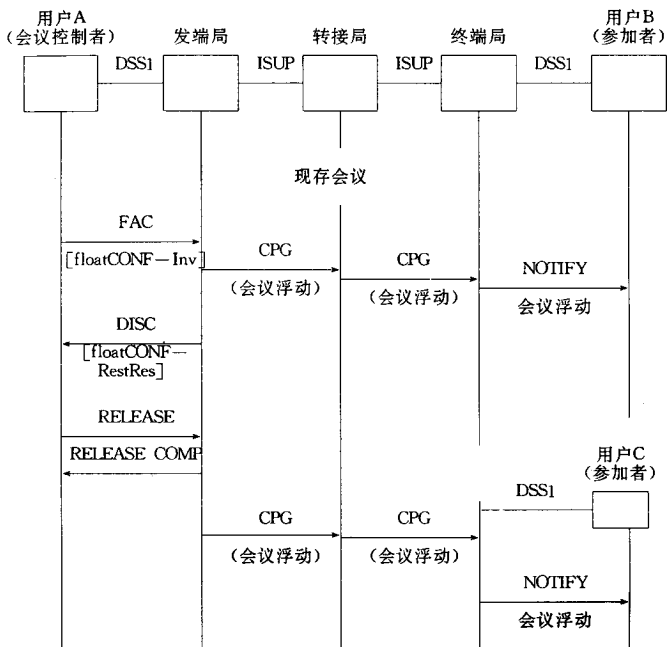 用户A
(会议控制者)
发端局
转接局
终端局
用户B
(参加者)
DSS1
ISUP
ISUP
DSS1
现存会议
FAC
[floatCONF-Inv]
CPG
(会议浮动)
CPG
(会议浮动)
NOTIFY
会议浮动
DISC
[floatCONF-
RestRes]
RELEASE
RELEASE COMP
用户C
(参加者)
DSS1
CPG
(会议浮动)
CPG
(会议浮动)
NOTIFY
会议浮动